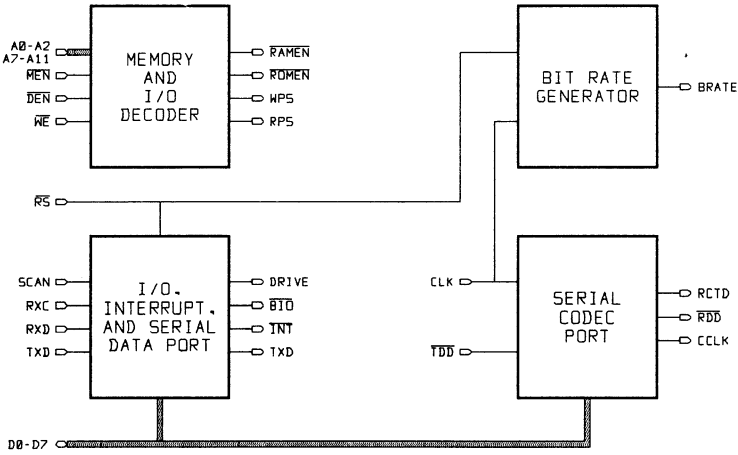 A0-A2
A7-A11
MEN
DEN
WE
MEMORY
AND
I/O
DECODER
RAMEN
ROMEN
WPS
RPS
BIT RATE
GENERATOR
BRATE
RS
SCAN
RXC
RXD
TXD
I/O,
INTERRUPT,
AND SERIAL
DATA PORT
DRIVE
BIO
INT
TXD
CLK
TDD
SERIAL
CODEC
PORT
RCTD
RDD
CCLK
D0-D7